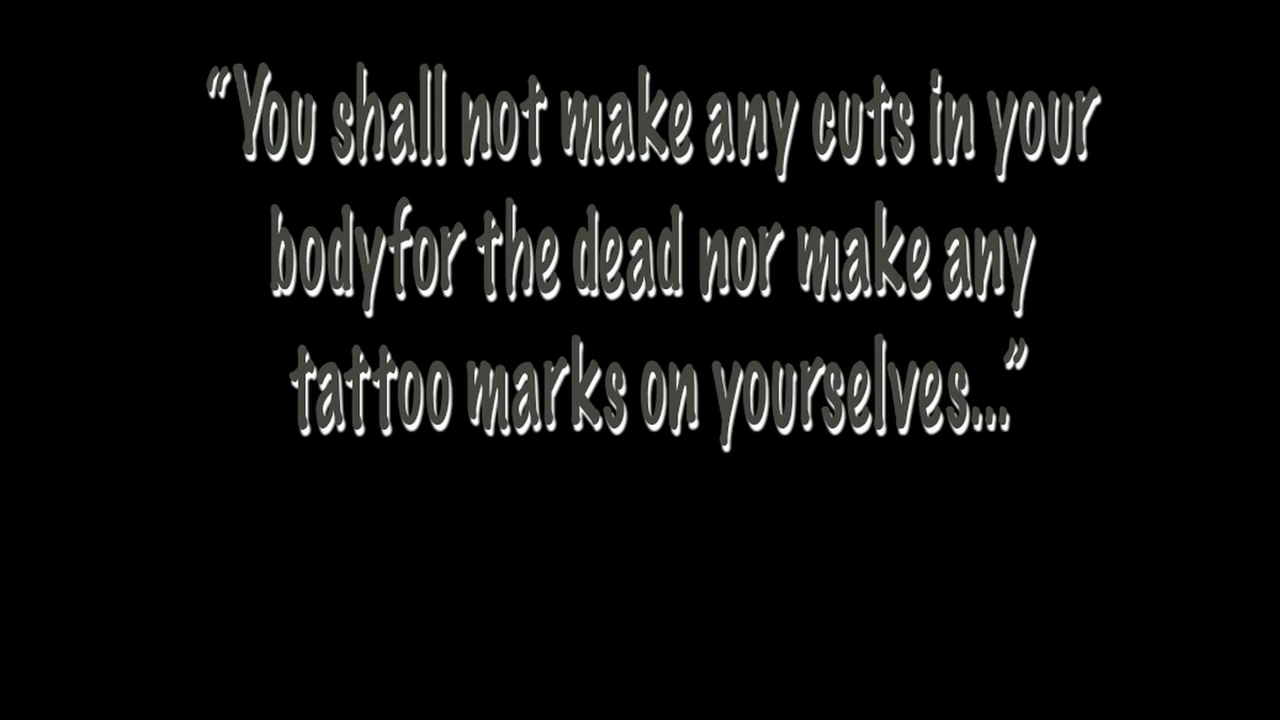 “You shall not make any cuts in your
bodyfor the dead nor make any
tattoo marks on yourselves...”